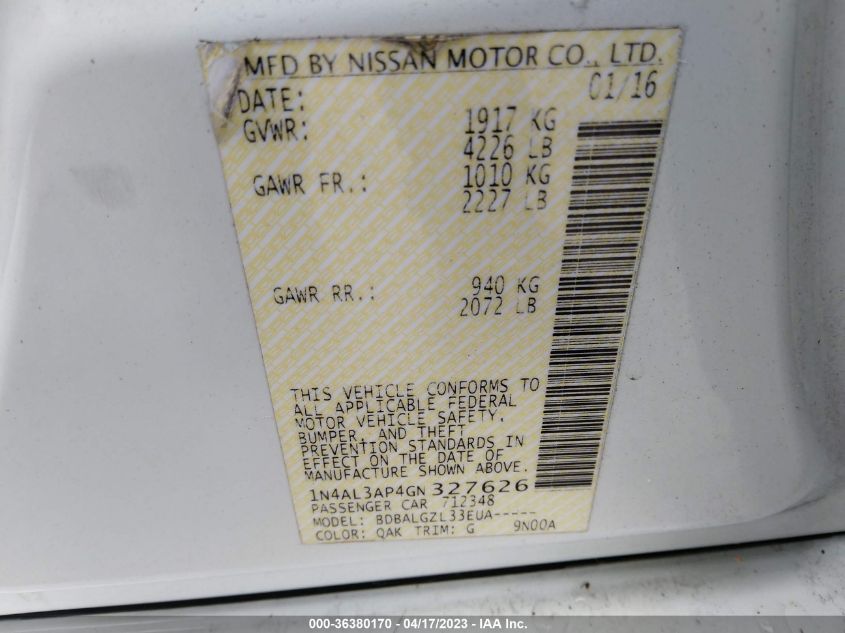 MFD BY NISSAN MOTOR CO., LTD.
DATE: 01/16
GVWR: 1917 KG
4226 LB
GAWR FR.: 1010 KG
2227 LB
GAWR RR.: 940 KG
2072 LB
THIS VEHICLE CONFORMS TO
ALL APPLICABLE FEDERAL
MOTOR VEHICLE SAFETY,
BUMPER, AND THEFT
PREVENTION STANDARDS IN
EFFECT ON THE DATE OF
MANUFACTURE SHOWN ABOVE.
1N4AL3AP4GN327626
PASSENGER CAR 712348
MODEL: BDBALGZL33EUA-----
COLOR: QAK TRIM: G 9N00A
000-36380170 - 04/17/2023 - IAA Inc.